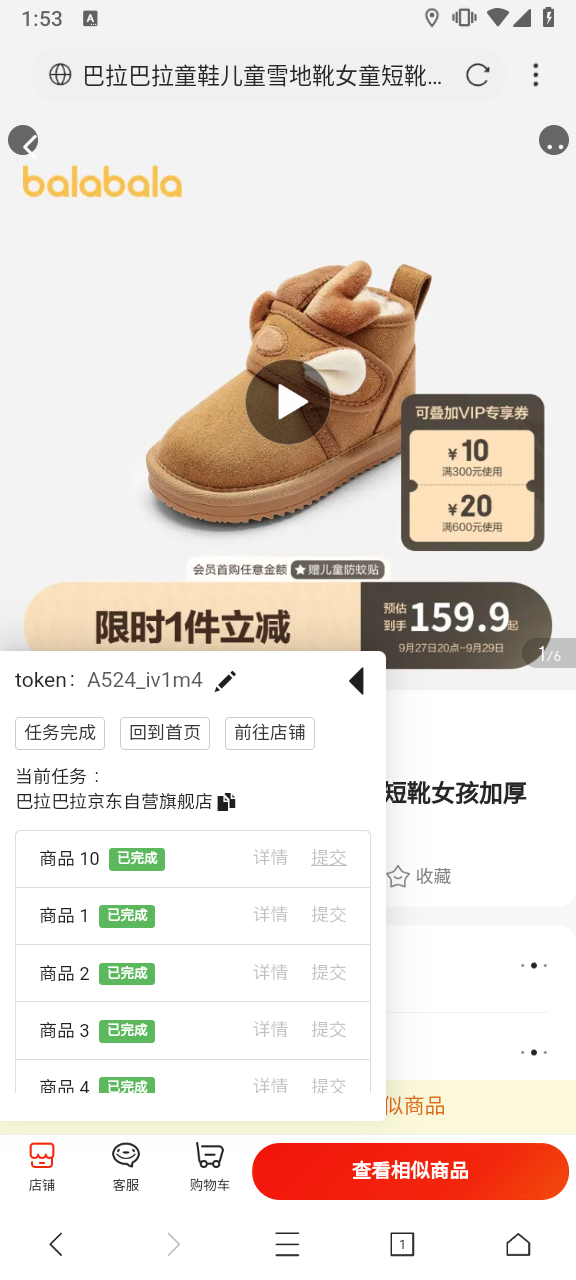 1:53
A
巴拉巴拉童鞋儿童雪地靴女童短靴...
balabala
可叠加VIP专享券
¥10
满300元使用
¥20
满600元使用
会员首购任意金额 ★赠儿童防蚊贴
限时1件立减
预估到手 159.9起
9月27日20点-9月29日
1/6
token: A524_iv1m4
任务完成 回到首页 前往店铺
当前任务：
巴拉巴拉京东自营旗舰店
短靴女孩加厚
商品 10 已完成 详情 提交
收藏
商品 1 已完成 详情 提交
商品 2 已完成 详情 提交
商品 3 已完成 详情 提交
商品 4 已完成 详情 提交
似商品
店铺 客服 购物车 查看相似商品
1